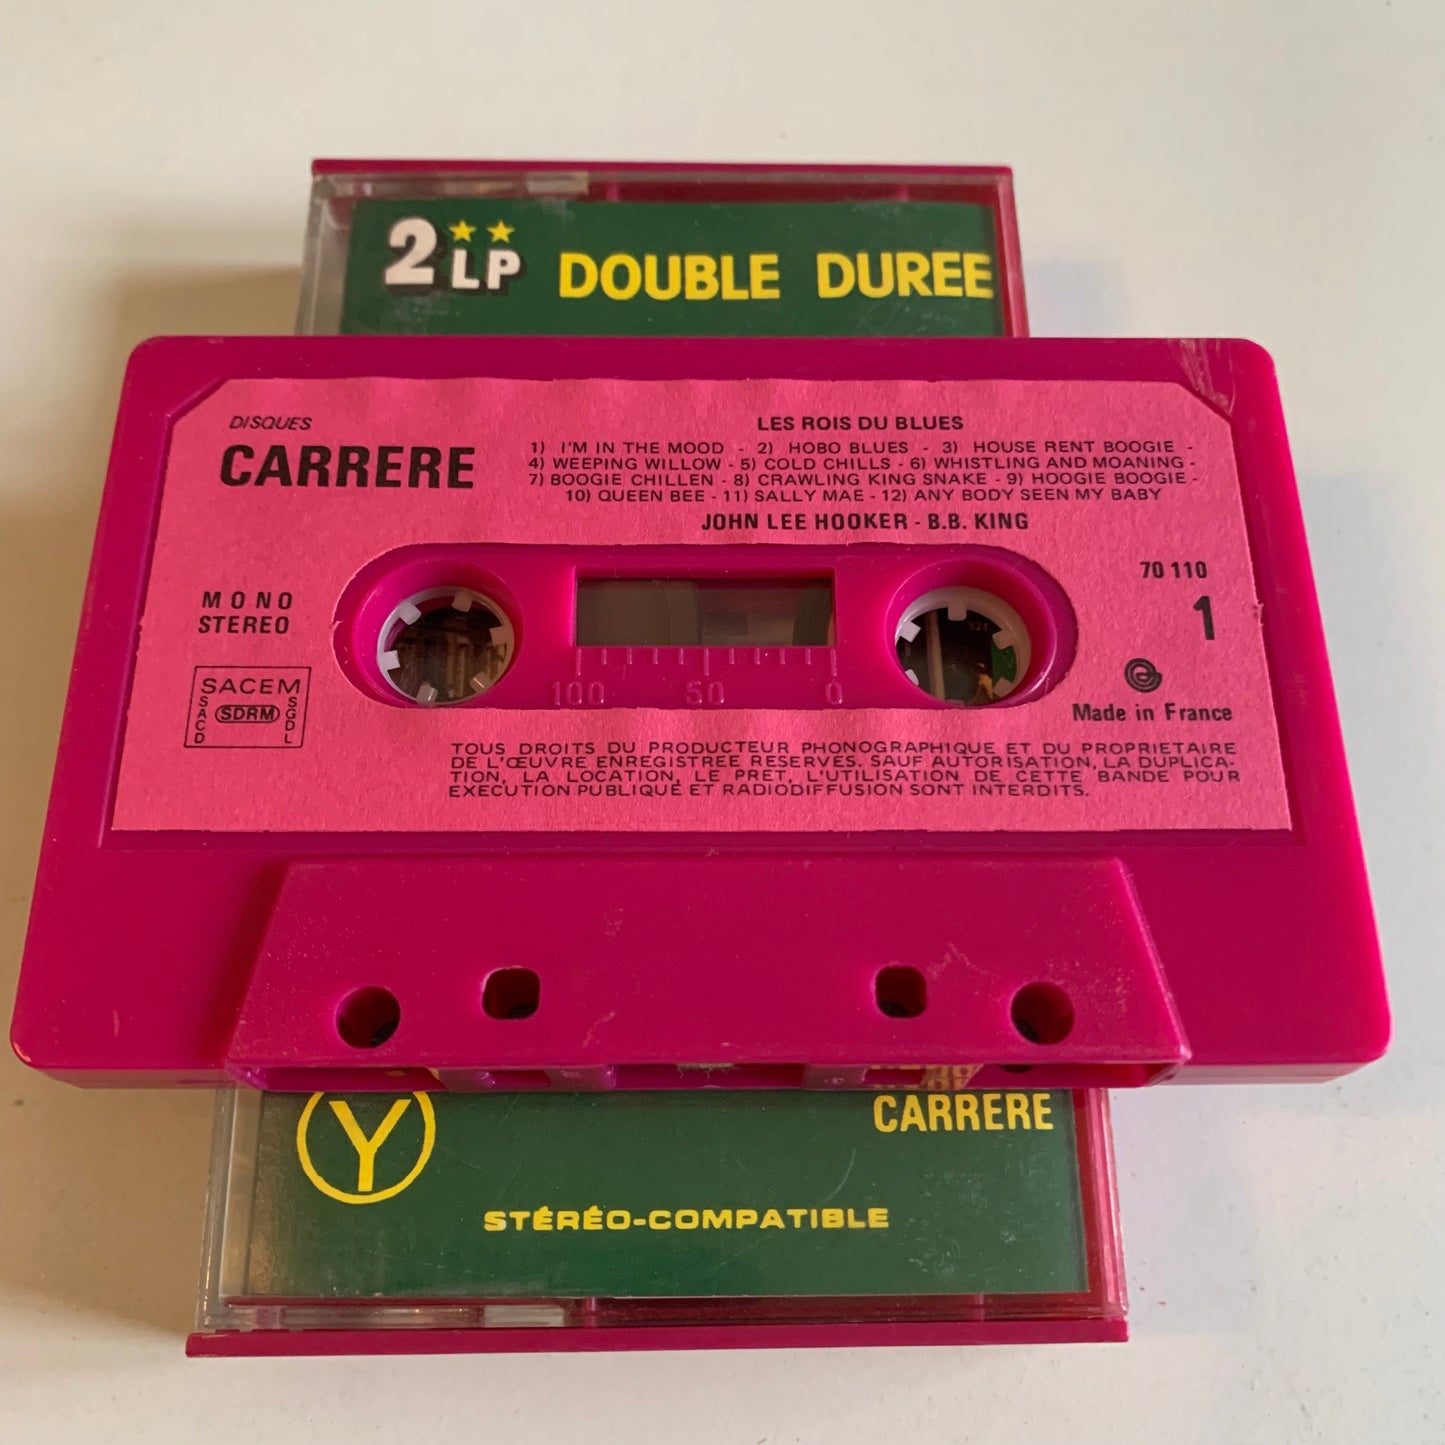 2 LP DOUBLE DUREE
DISQUES
CARRERE
LES ROIS DU BLUES
1) I'M IN THE MOOD - 2) HOBO BLUES - 3) HOUSE RENT BOOGIE -
4) WEEPING WILLOW - 5) COLD CHILLS - 6) WHISTLING AND MOANING -
7) BOOGIE CHILLEN - 8) CRAWLING KING SNAKE - 9) HOOGIE BOOGIE -
10) QUEEN BEE - 11) SALLY MAE - 12) ANY BODY SEEN MY BABY
JOHN LEE HOOKER - B.B. KING
MONO
STEREO
70 110
1
SACEM
SACD
SDRM
SGDL
100 50 0
Made in France
TOUS DROITS DU PRODUCTEUR PHONOGRAPHIQUE ET DU PROPRIETAIRE
DE L'ŒUVRE ENREGISTREE RESERVES. SAUF AUTORISATION, LA DUPLICA-
TION, LA LOCATION, LE PRET, L'UTILISATION DE CETTE BANDE POUR
EXECUTION PUBLIQUE ET RADIODIFFUSION SONT INTERDITS.
Y
CARRERE
STÉRÉO-COMPATIBLE